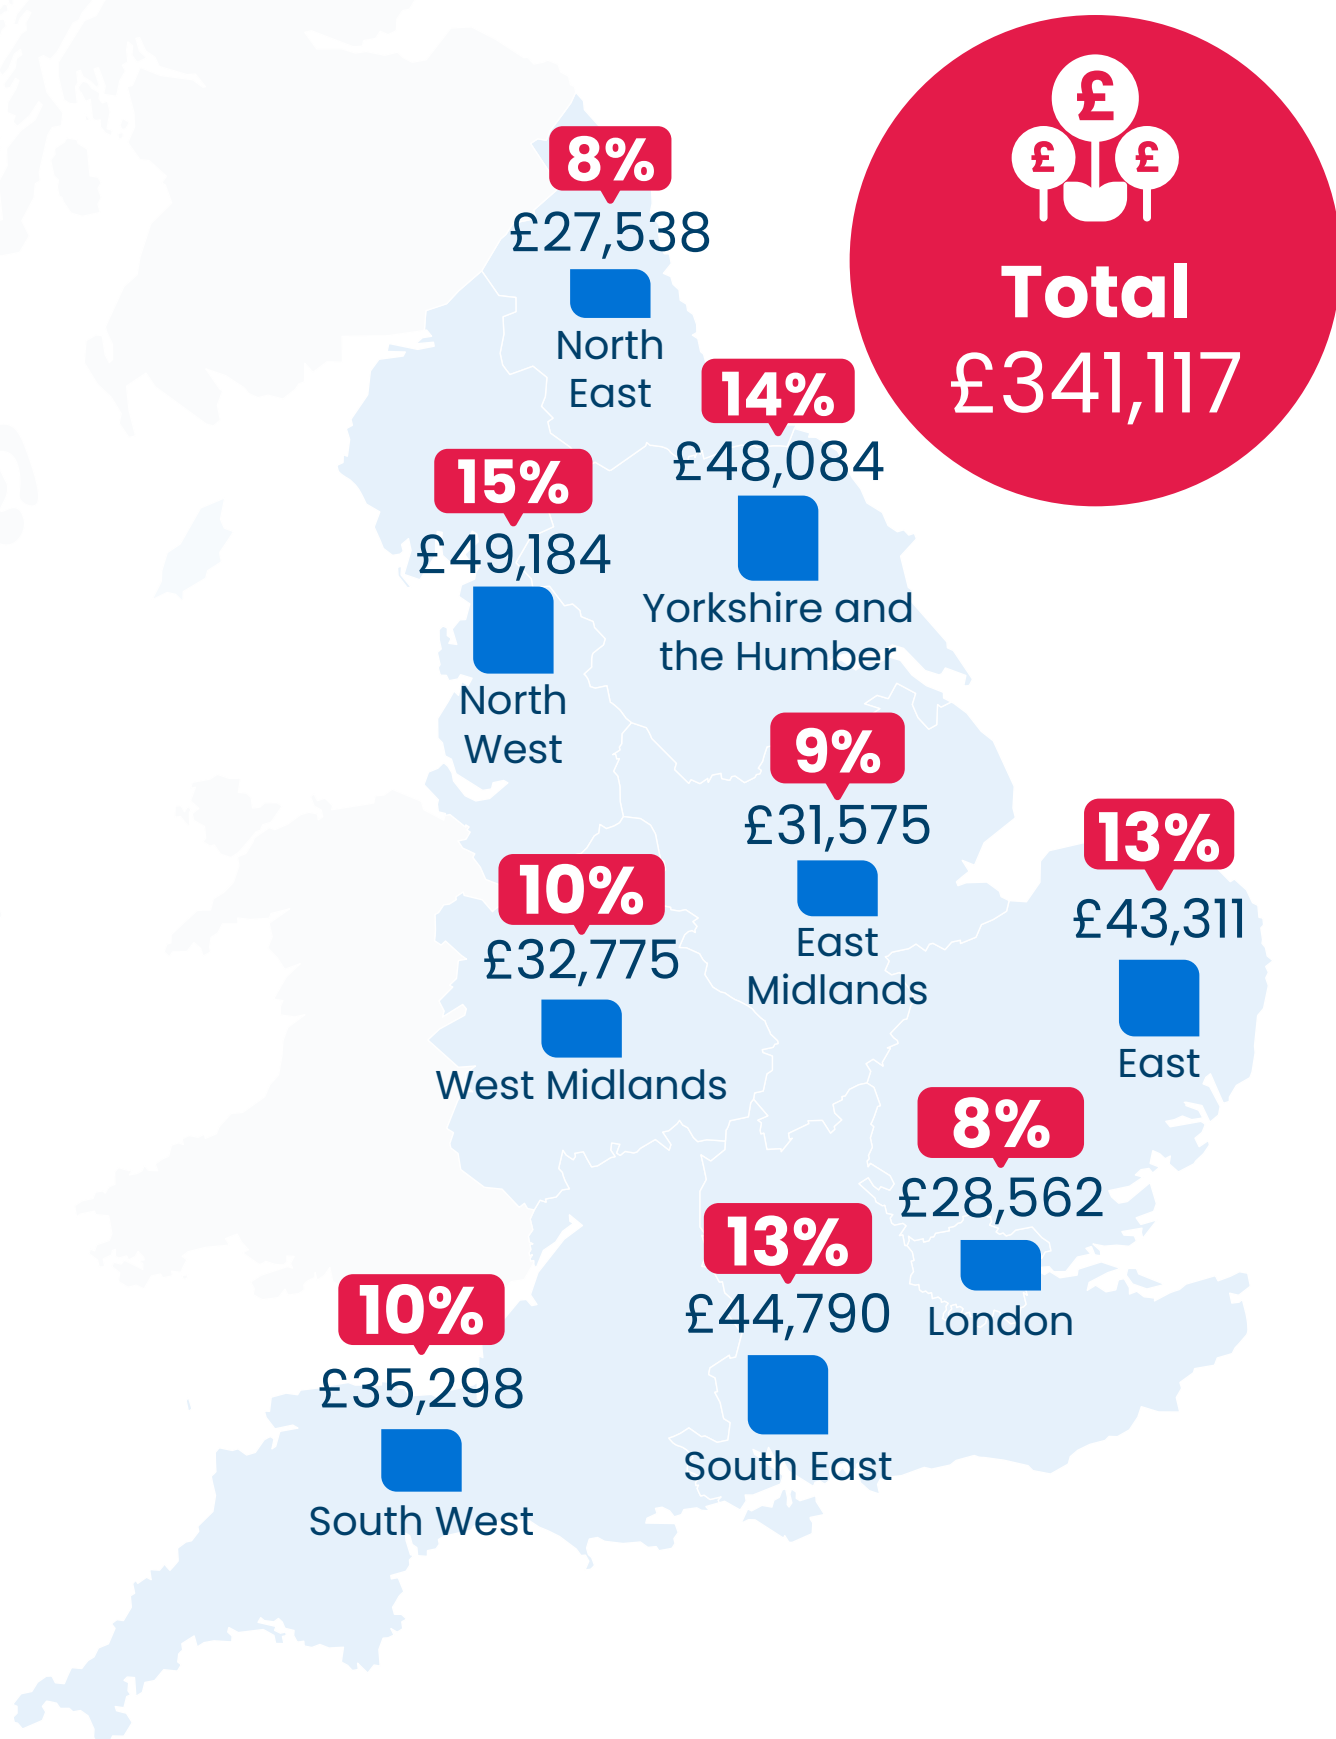 £
£
£
Total
£341,117
8%
£27,538
North
East
14%
£48,084
Yorkshire and
the Humber
15%
£49,184
North
West
9%
£31,575
East
Midlands
13%
£43,311
East
10%
£32,775
West Midlands
8%
£28,562
London
13%
£44,790
South East
10%
£35,298
South West